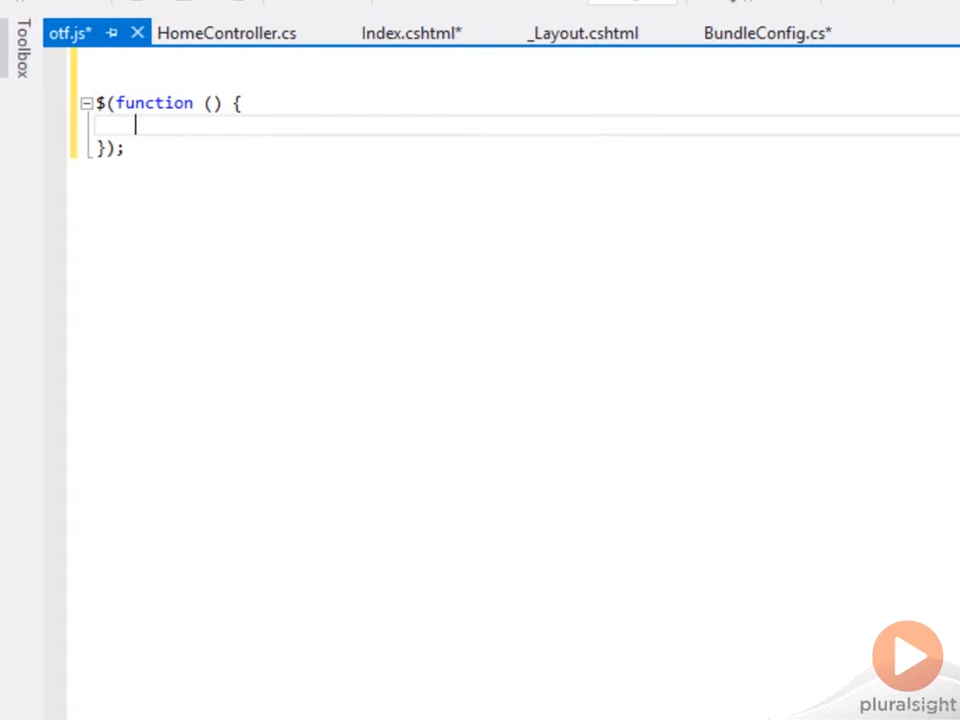 otf.js* HomeController.cs Index.cshtml* _Layout.cshtml BundleConfig.cs*
Toolbox
$(function () {
});
pluralsight